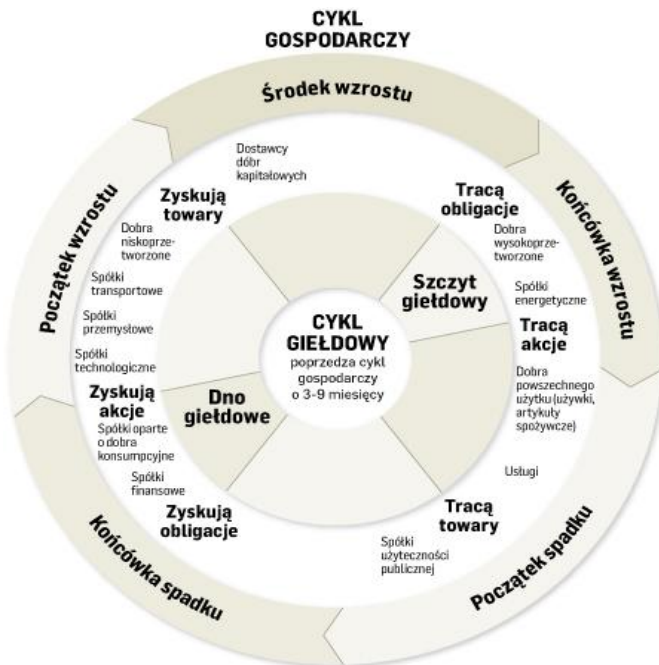 CYKL
GOSPODARCZY
Środek wzrostu
Końcówka wzrostu
Początek spadku
Końcówka spadku
Początek wzrostu
Dostawcy
dóbr
kapitałowych
Zyskują
towary
Dobra
niskoprze-
tworzone
Spółki
transportowe
Spółki
przemysłowe
Spółki
technologiczne
Zyskują
akcje
Spółki oparte
o dobra
konsumpcyjne
Spółki
finansowe
Zyskują
obligacje
Tracą
obligacje
Dobra
wysokoprze-
tworzone
Spółki
energetyczne
Tracą
akcje
Dobra
powszechnego
użytku (używki,
artykuły
spożywcze)
Usługi
Tracą
towary
Spółki
użyteczności
publicznej
Szczyt
giełdowy
CYKL
GIEŁDOWY
poprzedza cykl
gospodarczy
o 3-9 miesięcy
Dno
giełdowe